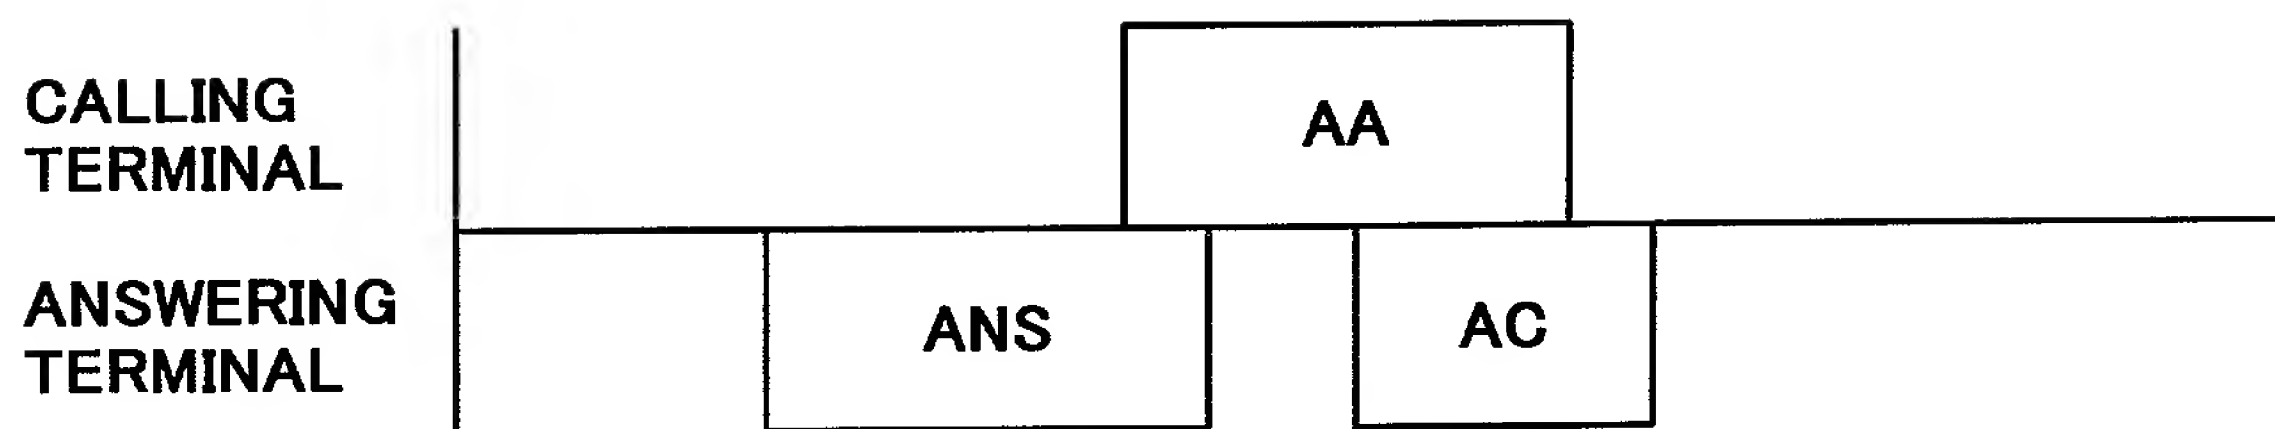 CALLING
TERMINAL
AA
ANSWERING
TERMINAL
ANS
AC